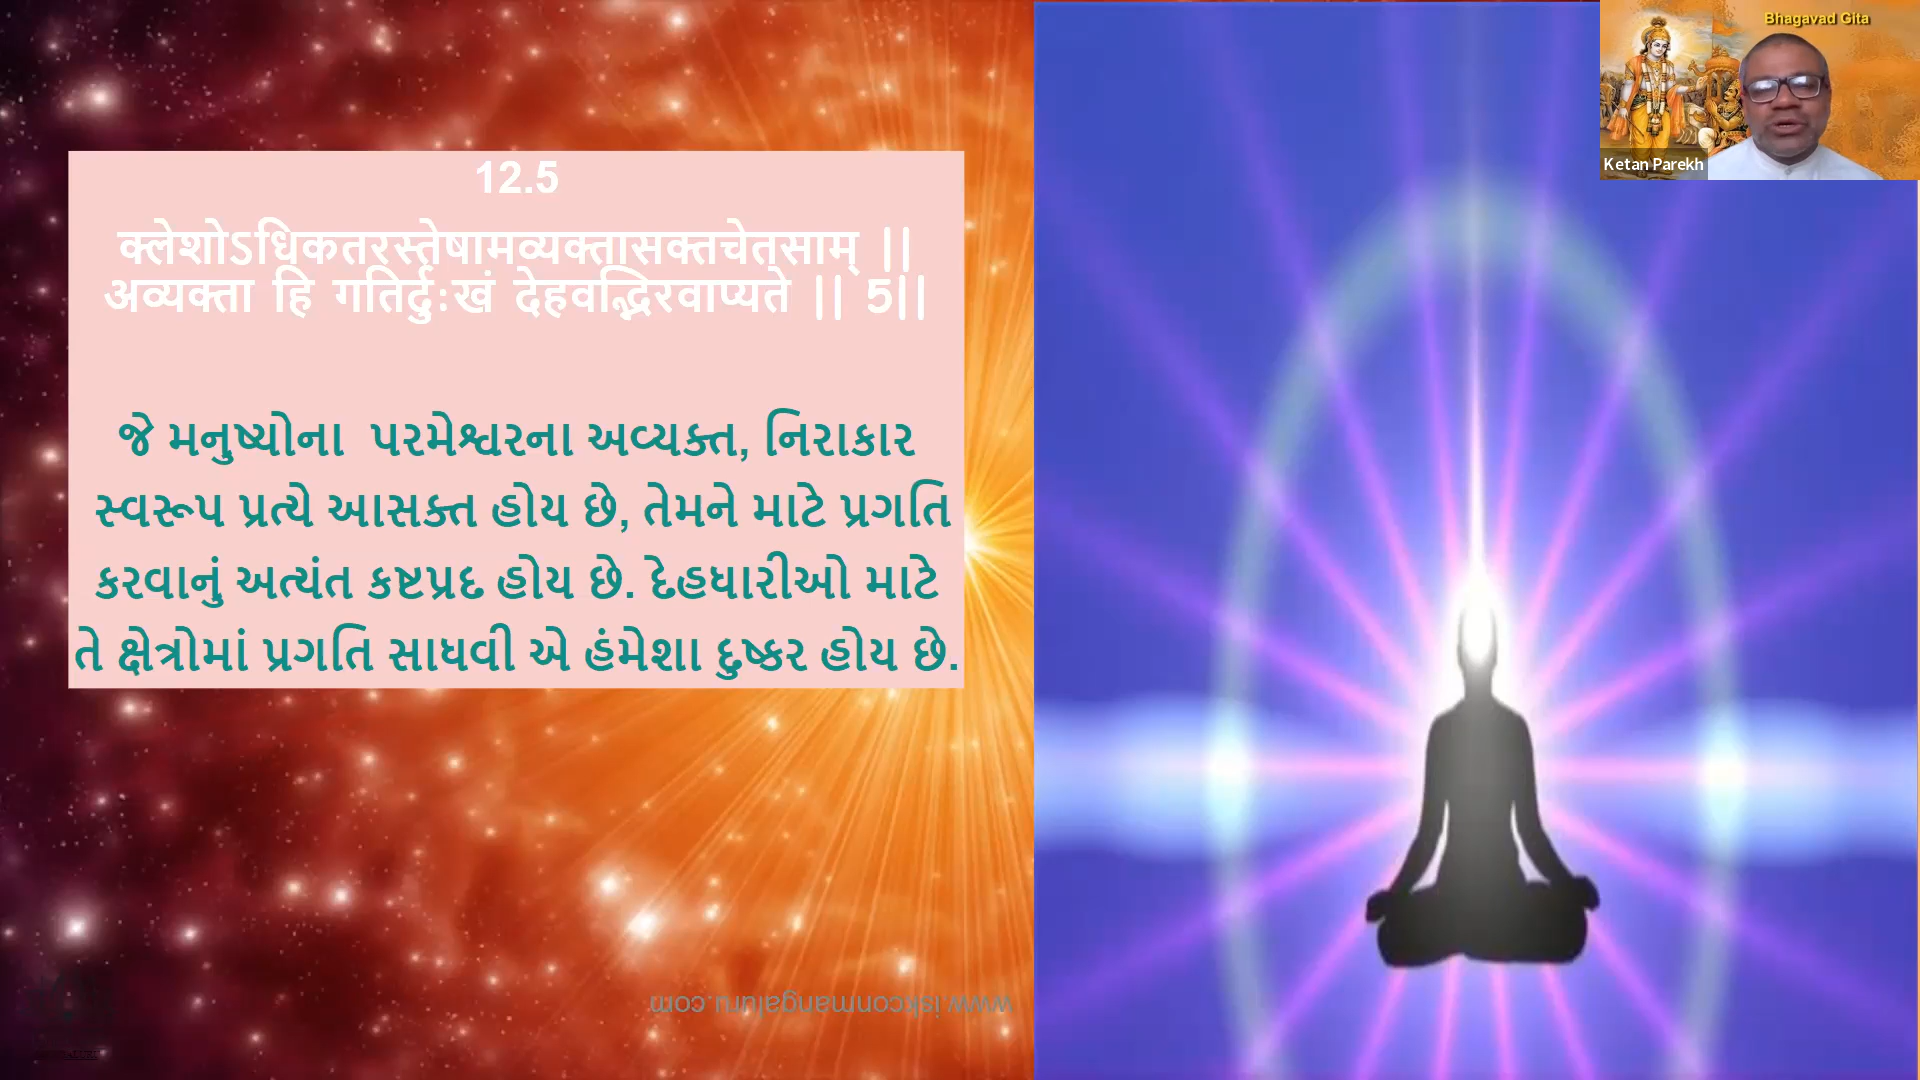 12.5
क्लेशोऽधिकतरस्तेषामव्यक्तासक्तचेतसाम् ||
अव्यक्ता हि गतिर्दु:खं देहवद्भिरवाप्यते || 5||
જે મનુષ્યોના પરમેશ્વરના અવ્યક્ત, નિરાકાર
સ્વરૂપ પ્રત્યે આસક્ત હોય છે, તેમને માટે પ્રગતિ
કરવાનું અત્યંત કષ્ટપ્રદ હોય છે. દેહધારીઓ માટે
તે ક્ષેત્રોમાં પ્રગતિ સાધવી એ હંમેશા દુષ્કર હોય છે.
www.iskconmangaluru.com
Bhagavad Gita
Ketan Parekh